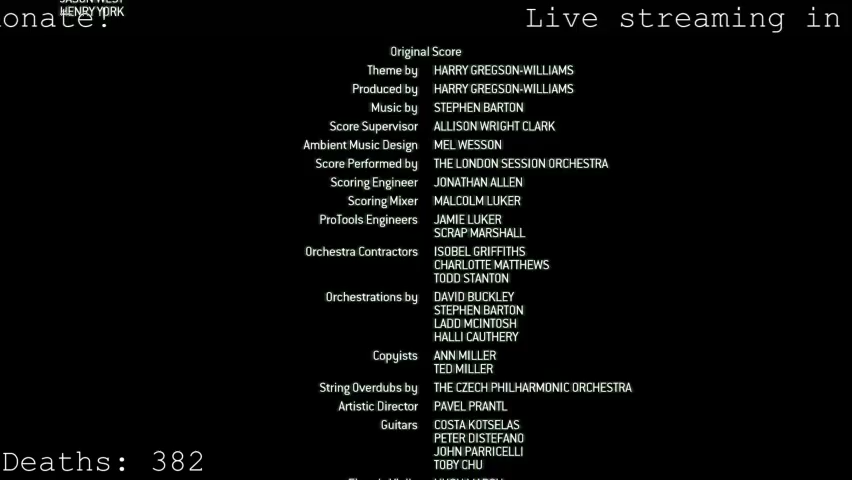 HENRY YORK
onate!
Live streaming in
Original Score
Theme by HARRY GREGSON-WILLIAMS
Produced by HARRY GREGSON-WILLIAMS
Music by STEPHEN BARTON
Score Supervisor ALLISON WRIGHT CLARK
Ambient Music Design MEL WESSON
Score Performed by THE LONDON SESSION ORCHESTRA
Scoring Engineer JONATHAN ALLEN
Scoring Mixer MALCOLM LUKER
ProTools Engineers JAMIE LUKER
SCRAP MARSHALL
Orchestra Contractors ISOBEL GRIFFITHS
CHARLOTTE MATTHEWS
TODD STANTON
Orchestrations by DAVID BUCKLEY
STEPHEN BARTON
LADD MCINTOSH
HALLI CAUTHERY
Copyists ANN MILLER
TED MILLER
String Overdubs by THE CZECH PHILHARMONIC ORCHESTRA
Artistic Director PAVEL PRANTL
Guitars COSTA KOTSELAS
PETER DISTEFANO
JOHN PARRICELLI
TOBY CHU
Deaths: 382